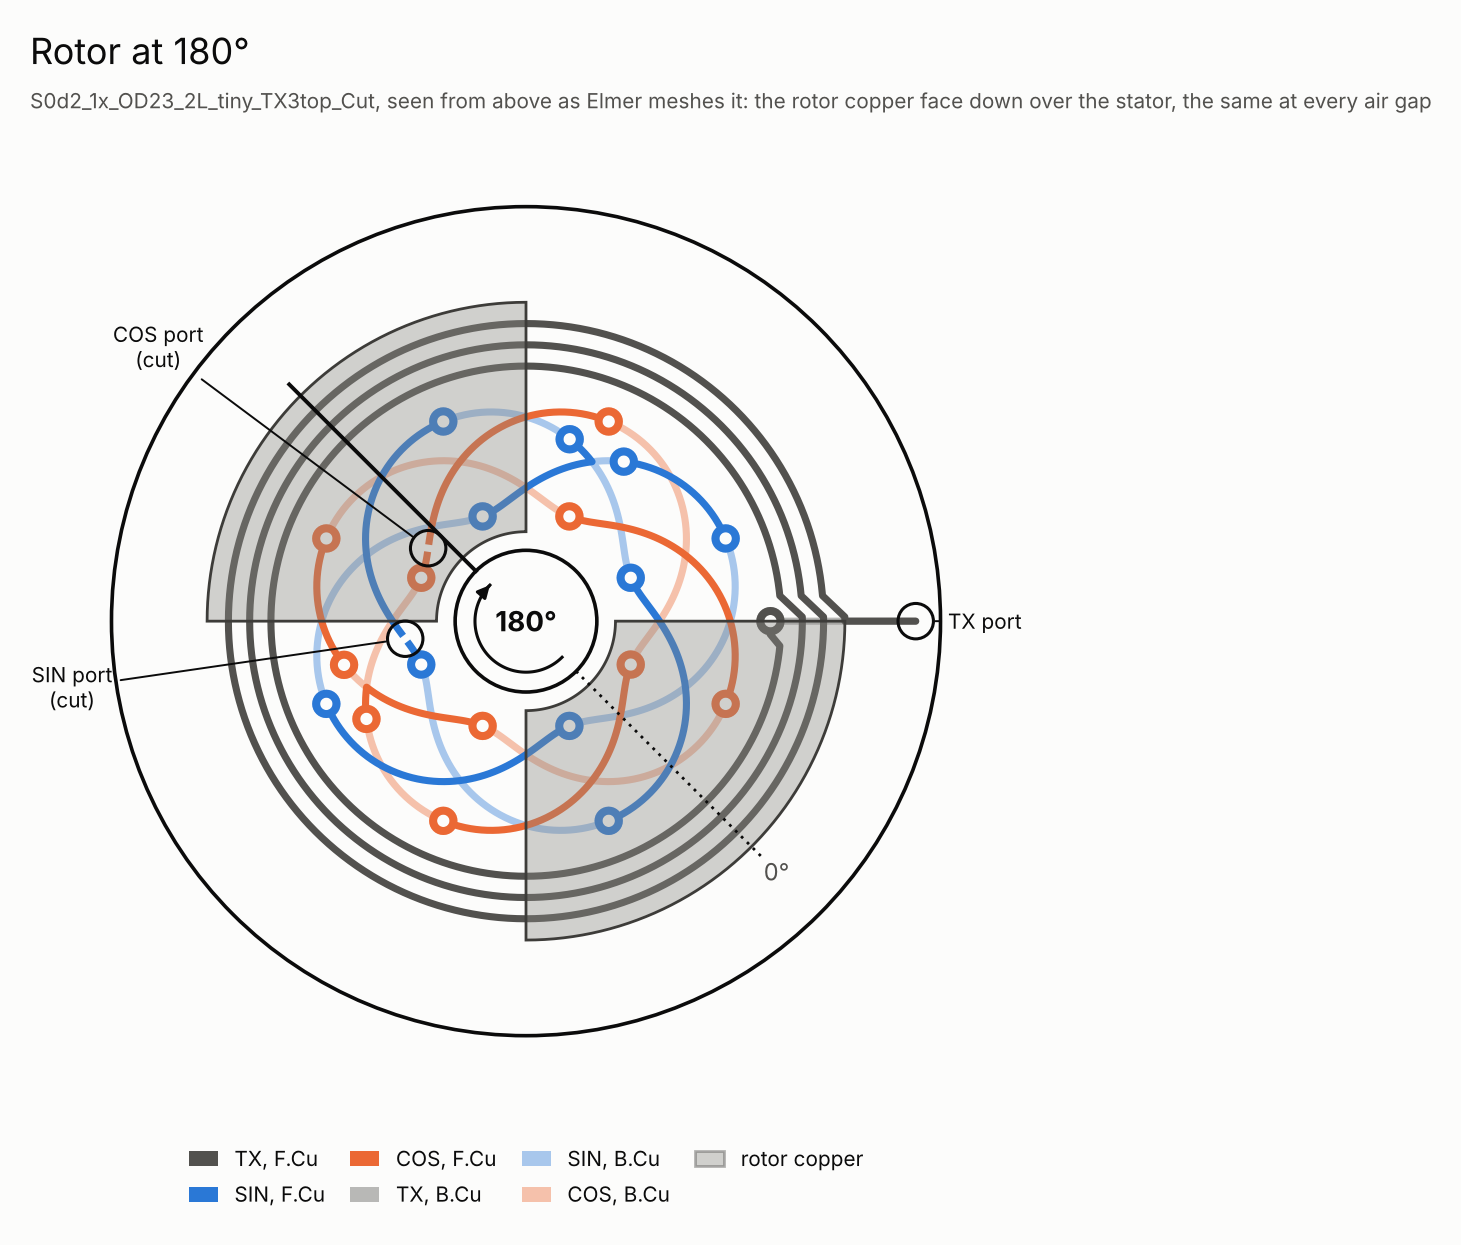 Rotor at 180°
S0d2_1x_OD23_2L_tiny_TX3top_Cut, seen from above as Elmer meshes it: the rotor copper face down over the stator, the same at every air gap
COS port
(cut)
180°
TX port
SIN port
(cut)
0°
TX, F.Cu
COS, F.Cu
SIN, B.Cu
rotor copper
SIN, F.Cu
TX, B.Cu
COS, B.Cu